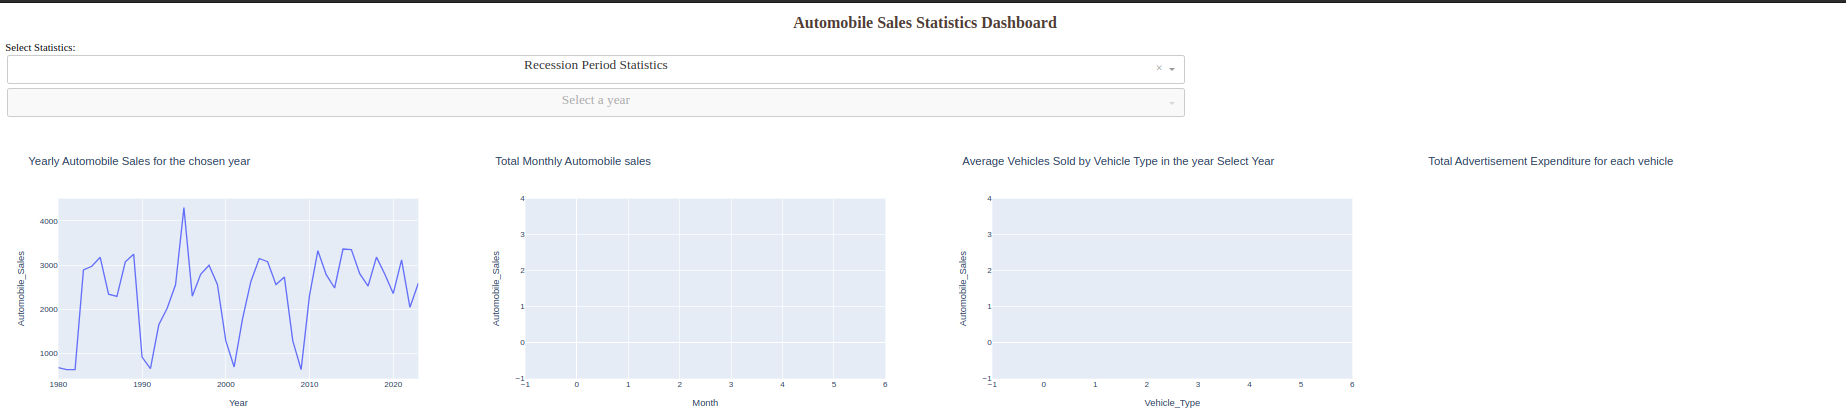 Automobile Sales Statistics Dashboard
Select Statistics:
Recession Period Statistics
× 
Select a year
Yearly Automobile Sales for the chosen year
Automobile_Sales
4000
3000
2000
1000
1980 1990 2000 2010 2020
Year
Total Monthly Automobile sales
Automobile_Sales
4
3
2
1
0
−1
−1 0 1 2 3 4 5 6
Month
Average Vehicles Sold by Vehicle Type in the year Select Year
Automobile_Sales
4
3
2
1
0
−1
−1 0 1 2 3 4 5 6
Vehicle_Type
Total Advertisement Expenditure for each vehicle